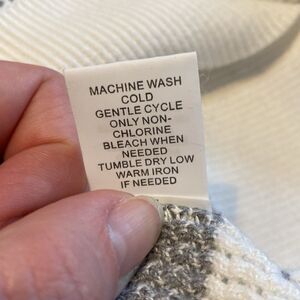 MACHINE WASH
COLD
GENTLE CYCLE
ONLY NON-
CHLORINE
BLEACH WHEN
NEEDED
TUMBLE DRY LOW
WARM IRON
IF NEEDED